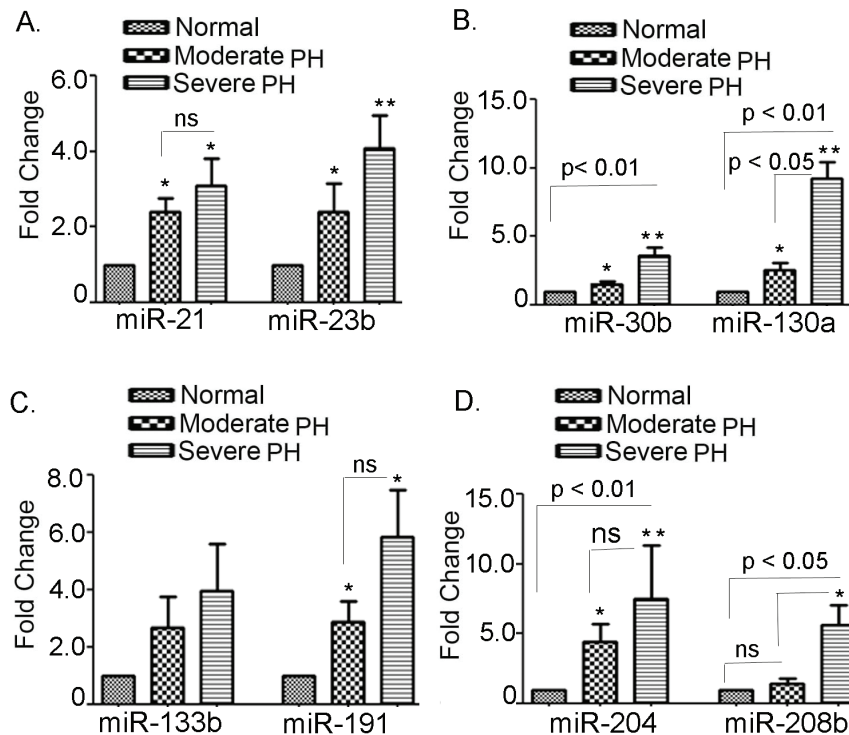 A.
Normal
Moderate PH
Severe PH
Fold Change
6.0
4.0
2.0
0
ns
*
*
*
**
miR-21
miR-23b
B.
Normal
Moderate PH
Severe PH
Fold Change
15.0
10.0
5.0
0
p< 0.01
*
**
p < 0.01
p < 0.05
*
**
miR-30b
miR-130a
C.
Normal
Moderate PH
Severe PH
Fold Change
8.0
6.0
4.0
2.0
0
ns
*
*
miR-133b
miR-191
D.
Normal
Moderate PH
Severe PH
Fold Change
15.0
10.0
5.0
0
p < 0.01
ns
*
**
p < 0.05
ns
*
miR-204
miR-208b